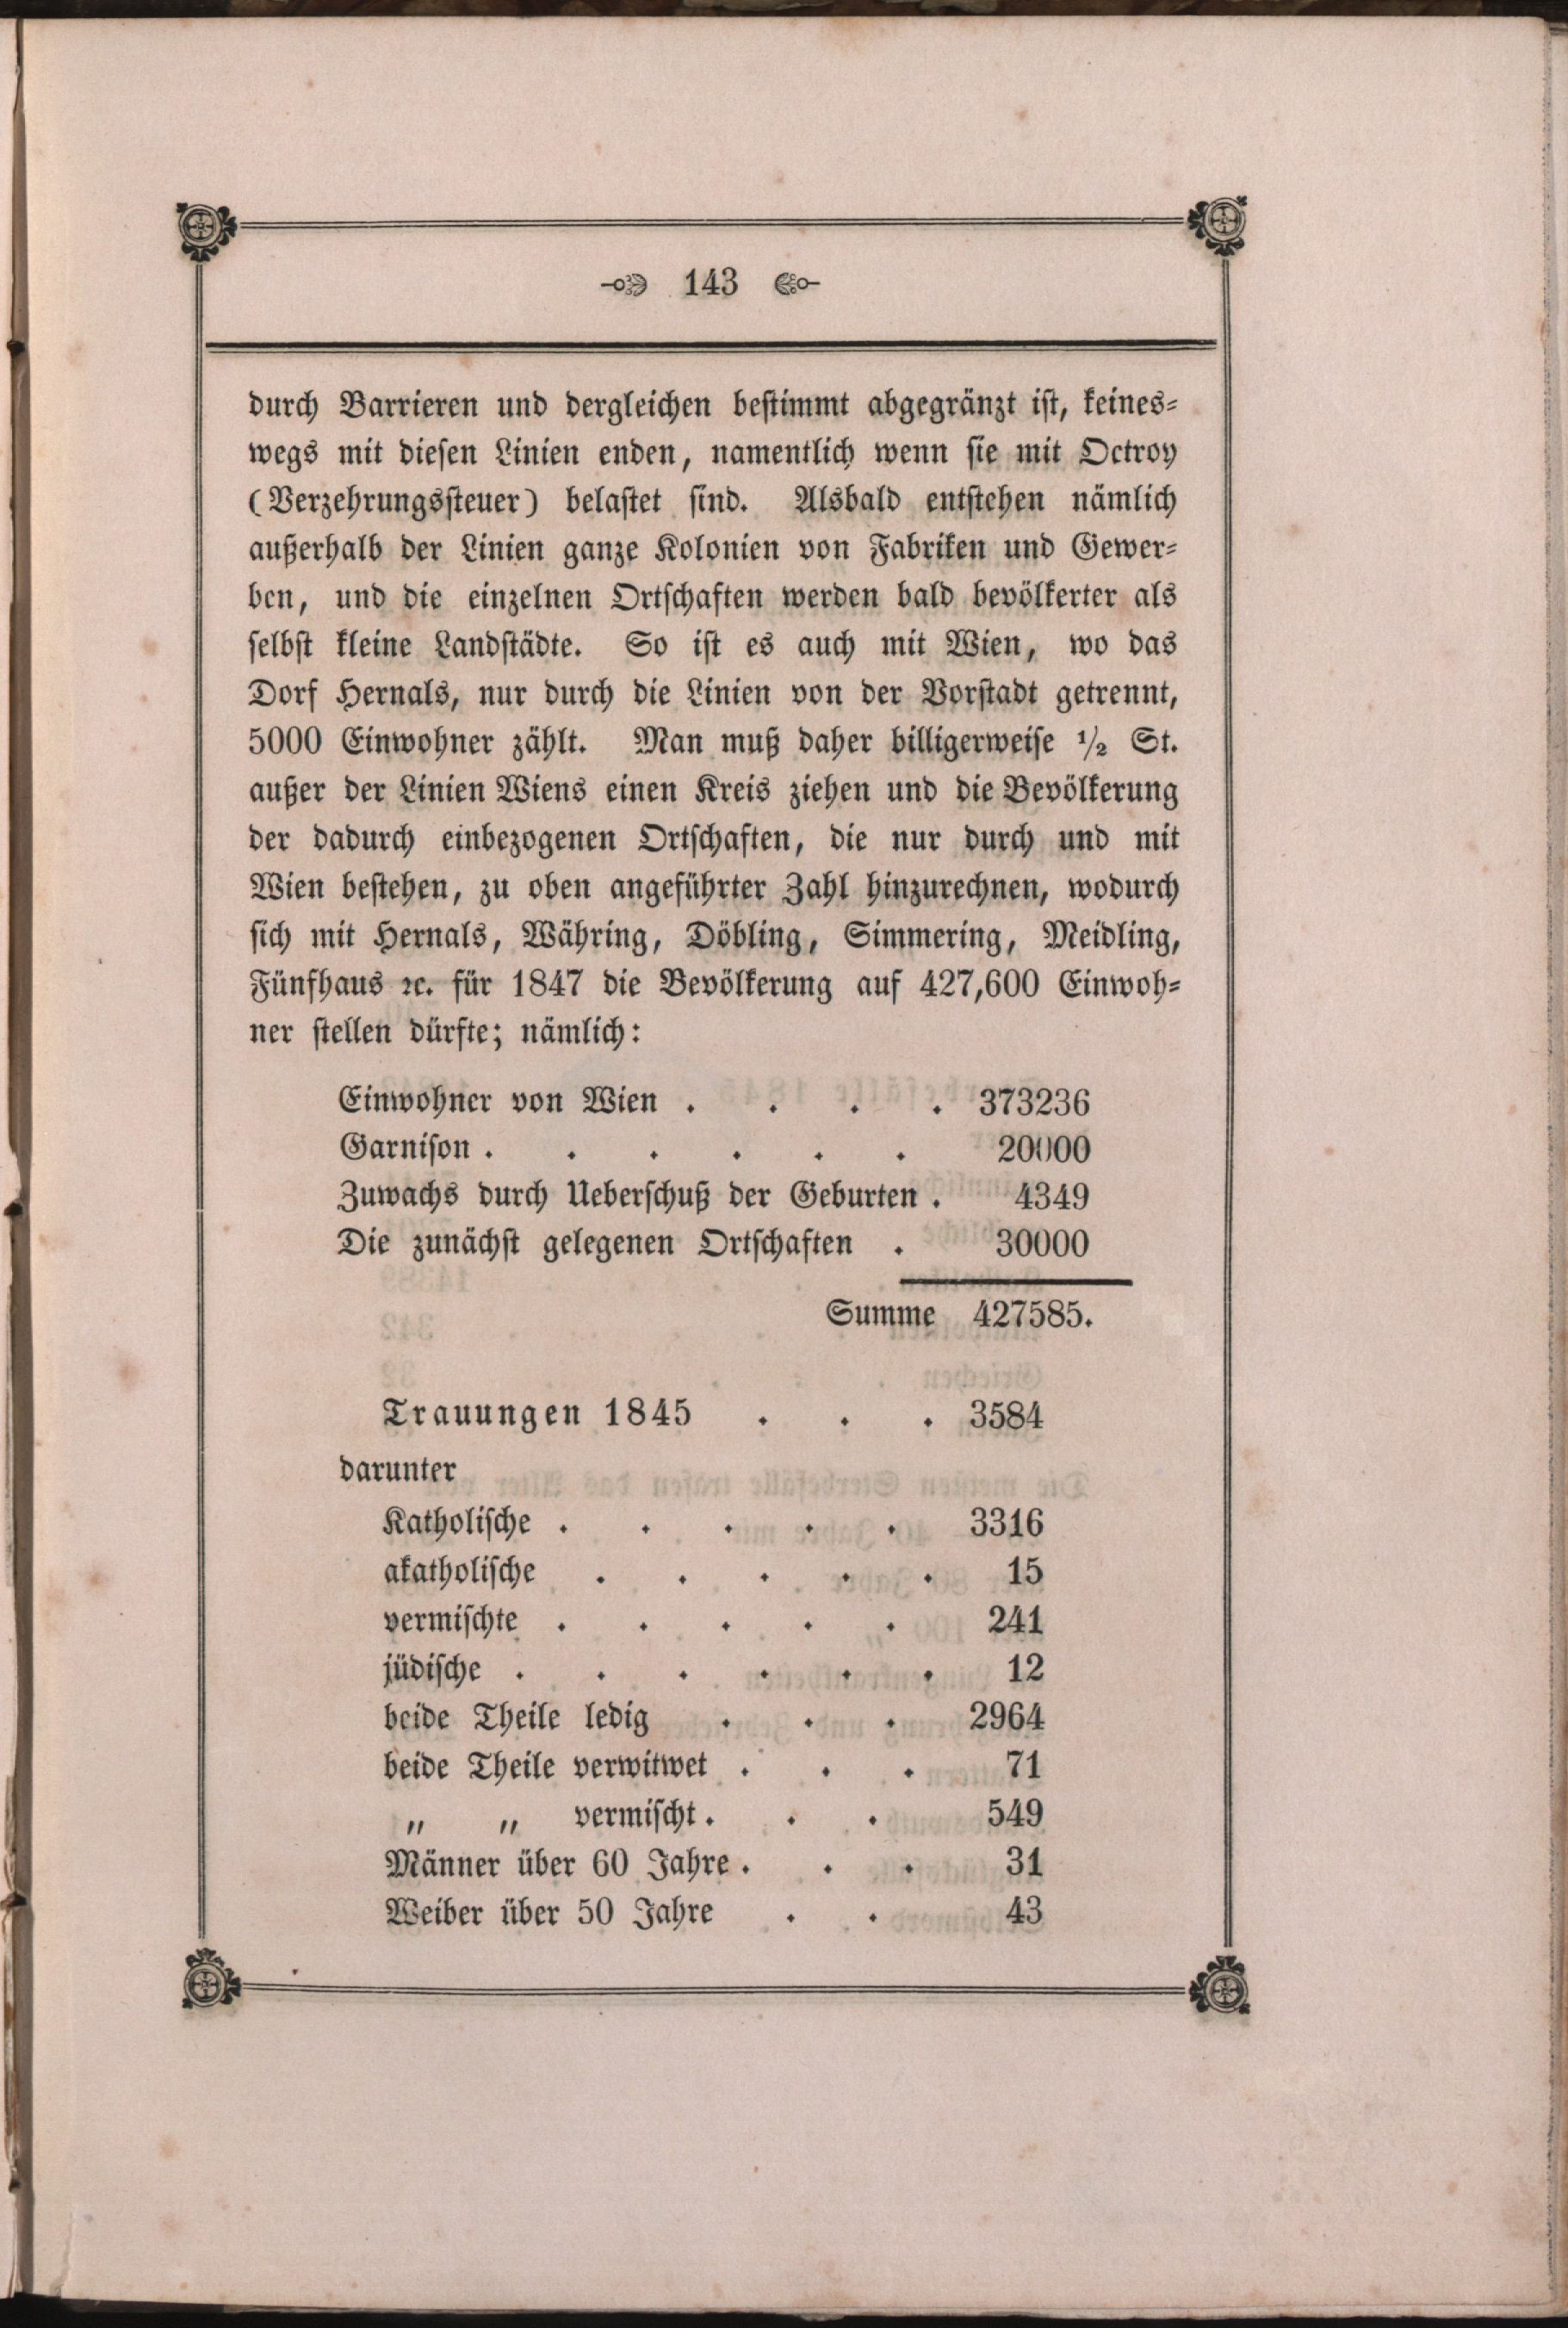 143
durch Barrieren und dergleichen bestimmt abgegränzt ist, keines=
wegs mit diesen Linien enden, namentlich wenn sie mit Octroy
(Verzehrungssteuer) belastet sind. Alsbald entstehen nämlich
außerhalb der Linien ganze Kolonien von Fabriken und Gewer=
ben, und die einzelnen Ortschaften werden bald bevölkerter als
selbst kleine Landstädte. So ist es auch mit Wien, wo das
Dorf Hernals, nur durch die Linien von der Vorstadt getrennt,
5000 Einwohner zählt. Man muß daher billigerweise 1/2 St.
außer der Linien Wiens einen Kreis ziehen und die Bevölkerung
der dadurch einbezogenen Ortschaften, die nur durch und mit
Wien bestehen, zu oben angeführter Zahl hinzurechnen, wodurch
sich mit Hernals, Währing, Döbling, Simmering, Meidling,
Fünfhaus ꝛc. für 1847 die Bevölkerung auf 427,600 Einwoh=
ner stellen dürfte; nämlich:
Einwohner von Wien . . . . 373236
Garnison . . . . . . 20000
Zuwachs durch Ueberschuß der Geburten . 4349
Die zunächst gelegenen Ortschaften . 30000
Summe 427585.
Trauungen 1845 . . . 3584
darunter
Katholische . . . . . 3316
akatholische . . . . . 15
vermischte . . . . . 241
jüdische . . . . . . 12
beide Theile ledig . . . 2964
beide Theile verwitwet . . . 71
„ „ vermischt . . . 549
Männer über 60 Jahre . . . 31
Weiber über 50 Jahre . . 43